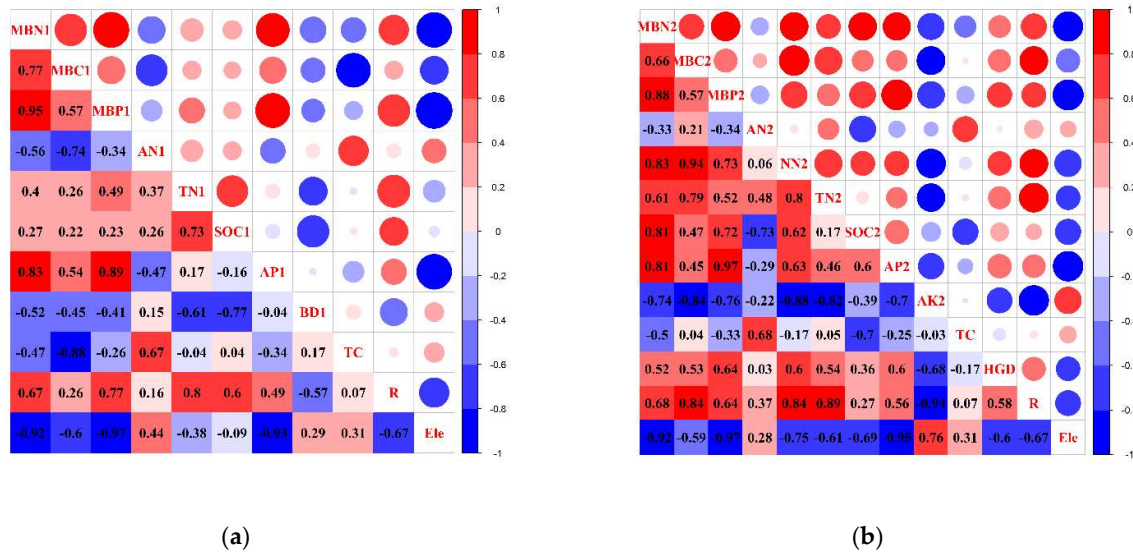 MBN1
0.77 MBC1
0.95 0.57 MBP1
-0.56 -0.74 -0.34 AN1
0.4 0.26 0.49 0.37 TN1
0.27 0.22 0.23 0.26 0.73 SOC1
0.83 0.54 0.89 -0.47 0.17 -0.16 AP1
-0.52 -0.45 -0.41 0.15 -0.61 -0.77 -0.04 BD1
-0.47 -0.88 -0.26 0.67 -0.04 0.04 -0.34 0.17 TC
0.67 0.26 0.77 0.16 0.8 0.6 0.49 -0.57 0.07 R
-0.92 -0.6 -0.97 0.44 -0.38 -0.09 -0.93 0.29 0.31 -0.67 Ele
1
0.8
0.6
0.4
0.2
0
-0.2
-0.4
-0.6
-0.8
-1
(a)
MBN2
0.66 MBC2
0.88 0.57 MBP2
-0.33 0.21 -0.34 AN2
0.83 0.94 0.73 0.06 NN2
0.61 0.79 0.52 0.48 0.8 TN2
0.81 0.47 0.72 -0.73 0.62 0.17 SOC2
0.81 0.45 0.97 -0.29 0.63 0.46 0.6 AP2
-0.74 -0.84 -0.76 -0.22 -0.88 -0.82 -0.39 -0.7 AK2
-0.5 0.04 -0.33 0.68 -0.17 0.05 -0.7 -0.25 -0.03 TC
0.52 0.53 0.64 0.03 0.6 0.54 0.36 0.6 -0.68 -0.17 HGD
0.68 0.84 0.64 0.37 0.84 0.89 0.27 0.56 -0.94 0.07 0.58 R
-0.92 -0.59 -0.97 0.28 -0.75 -0.61 -0.69 -0.95 0.76 0.31 -0.6 -0.67 Ele
1
0.8
0.6
0.4
0.2
0
-0.2
-0.4
-0.6
-0.8
-1
(b)